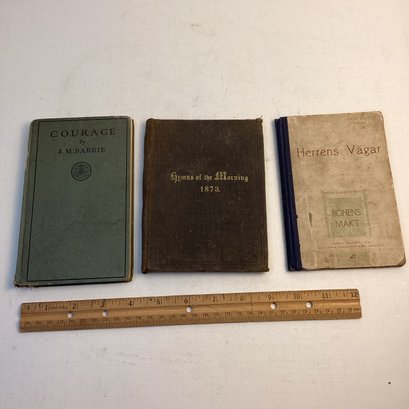 COURAGE
By
J. M. BARRIE
Hymns of the Morning
1873.
Herrens Vägar
BÖNENS
MAKT
1 2 3 4 5 6 7 8 9 10 11 12